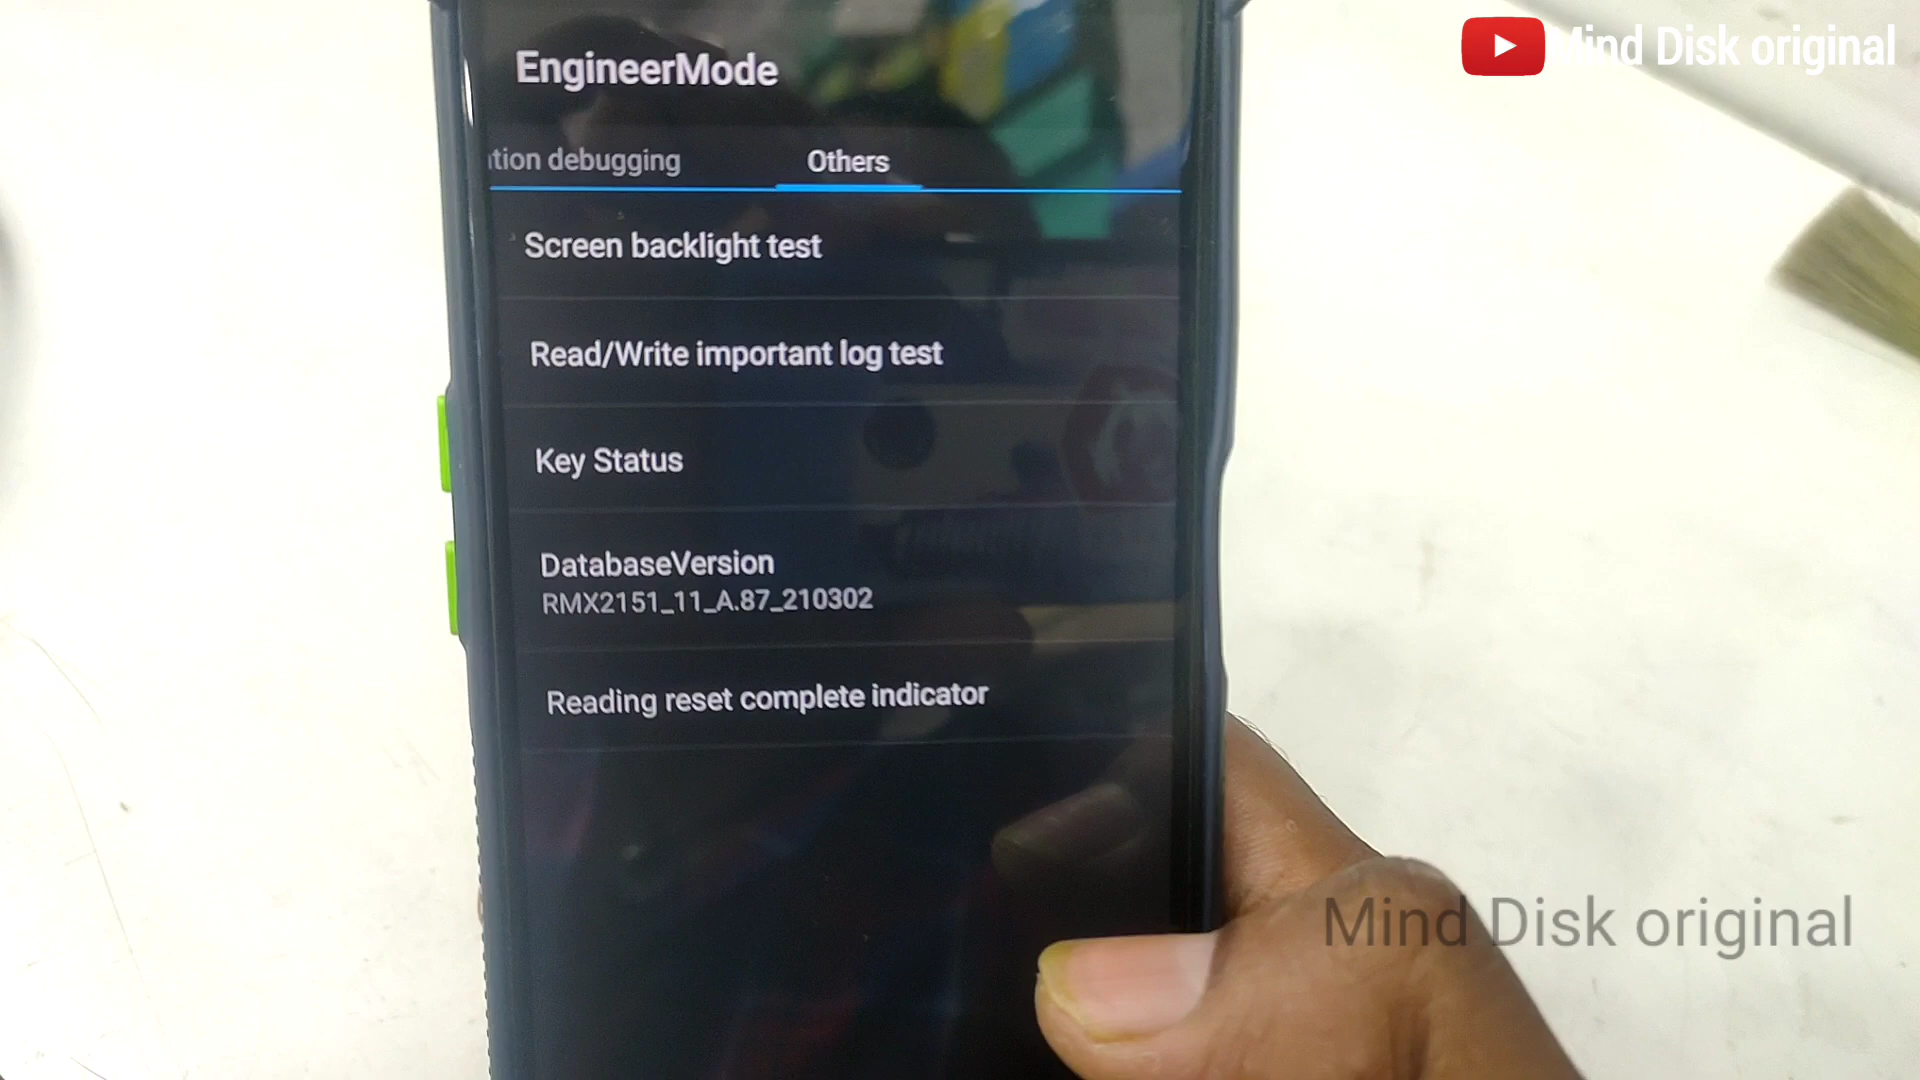 Mind Disk original
EngineerMode
tion debugging
Others
Screen backlight test
Read/Write important log test
Key Status
DatabaseVersion
RMX2151_11_A.87_210302
Reading reset complete indicator
Mind Disk original